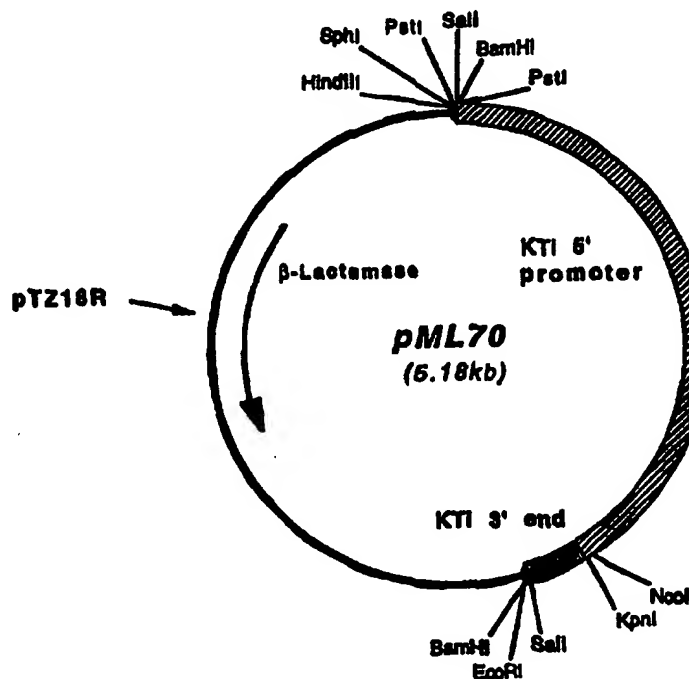 SalI
PstI
SphI
BamHI
HindIII
PstI
KTi 5'
promoter
β-Lactamase
pTZ18R
pML70
(5.18kb)
KTi 3' end
NcoI
KpnI
BamHI
SalI
EcoRI